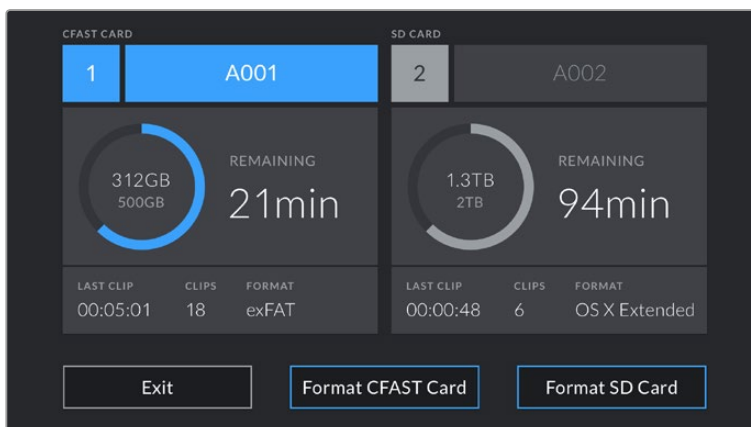 CFAST CARD
1 A001
312GB
500GB
REMAINING
21min
LAST CLIP CLIPS FORMAT
00:05:01 18 exFAT
SD CARD
2 A002
1.3TB
2TB
REMAINING
94min
LAST CLIP CLIPS FORMAT
00:00:48 6 OS X Extended
Exit Format CFAST Card Format SD Card